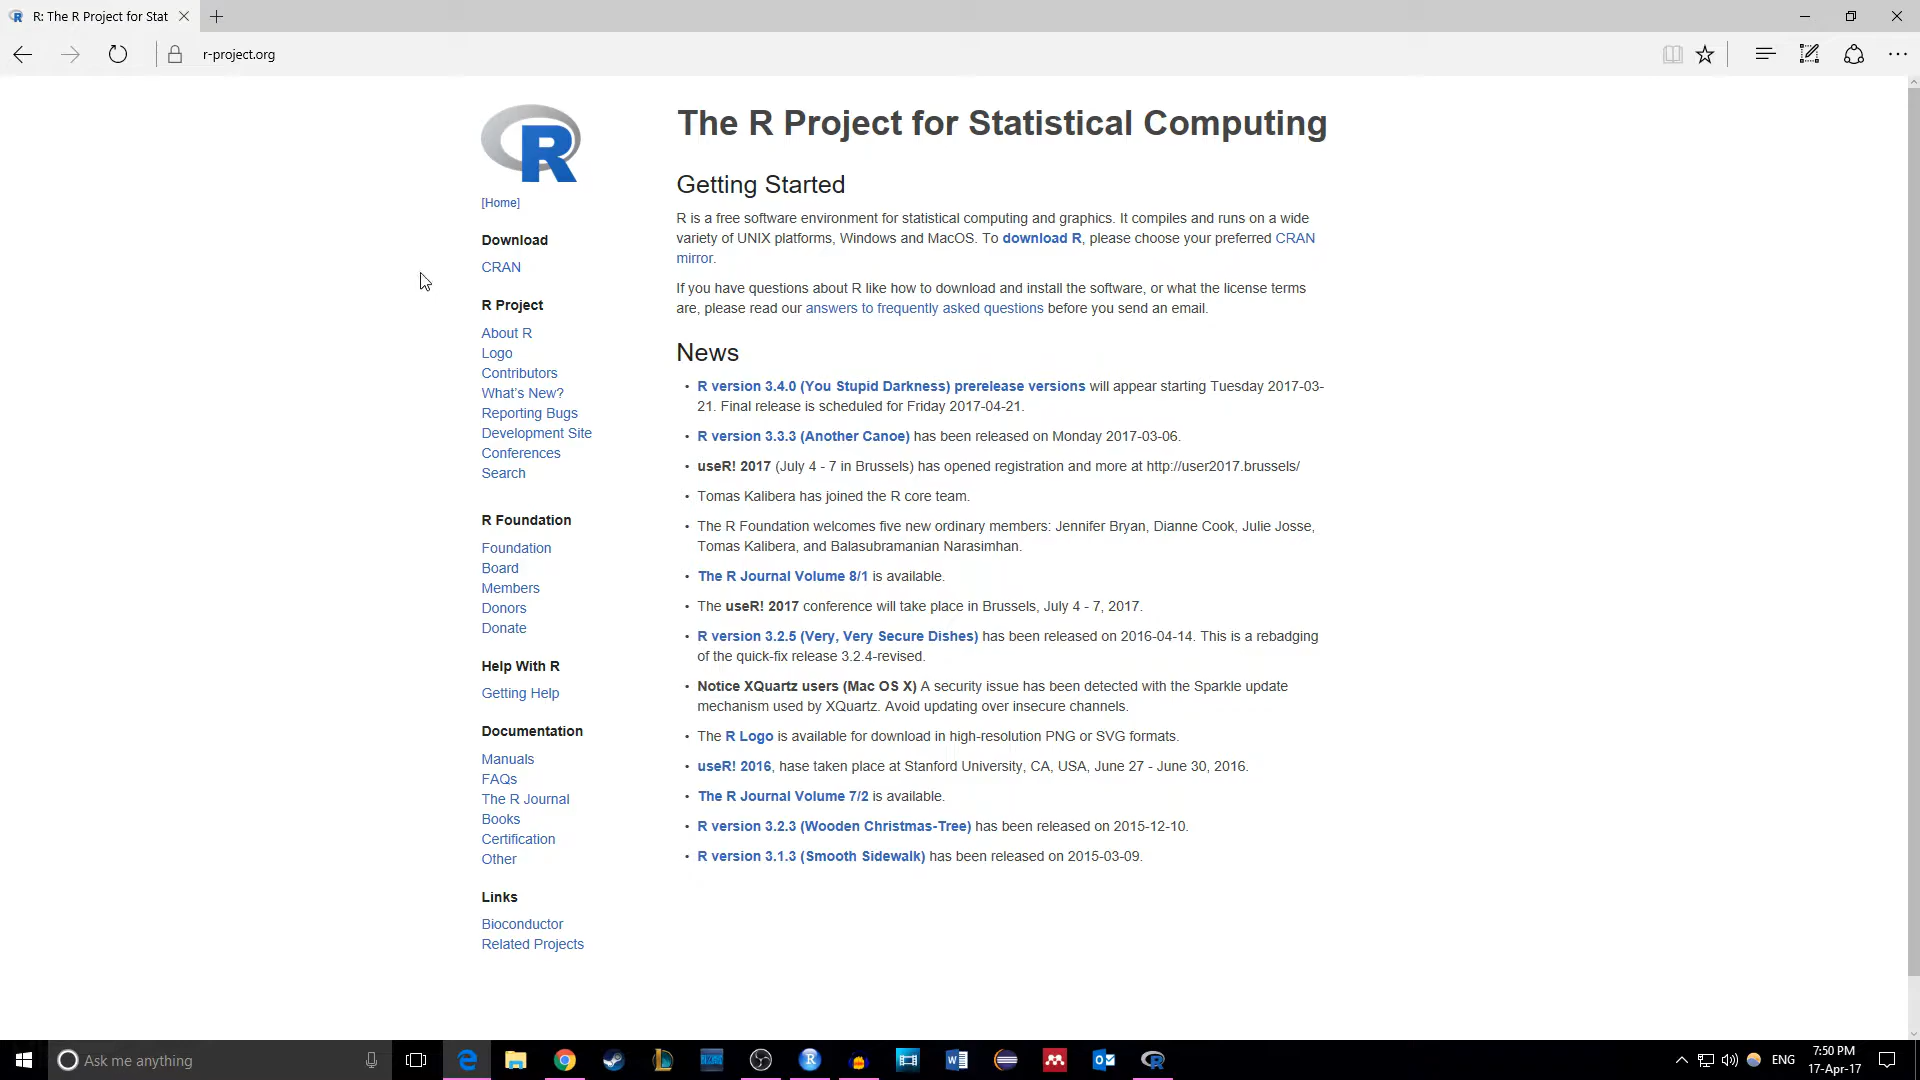 R: The R Project for Stat
r-project.org
R
[Home]
Download
CRAN
R Project
About R
Logo
Contributors
What's New?
Reporting Bugs
Development Site
Conferences
Search
R Foundation
Foundation
Board
Members
Donors
Donate
Help With R
Getting Help
Documentation
Manuals
FAQs
The R Journal
Books
Certification
Other
Links
Bioconductor
Related Projects
The R Project for Statistical Computing
Getting Started
R is a free software environment for statistical computing and graphics. It compiles and runs on a wide
variety of UNIX platforms, Windows and MacOS. To download R, please choose your preferred CRAN
mirror.
If you have questions about R like how to download and install the software, or what the license terms
are, please read our answers to frequently asked questions before you send an email.
News
• R version 3.4.0 (You Stupid Darkness) prerelease versions will appear starting Tuesday 2017-03-
21. Final release is scheduled for Friday 2017-04-21.
• R version 3.3.3 (Another Canoe) has been released on Monday 2017-03-06.
• useR! 2017 (July 4 - 7 in Brussels) has opened registration and more at http://user2017.brussels/
• Tomas Kalibera has joined the R core team.
• The R Foundation welcomes five new ordinary members: Jennifer Bryan, Dianne Cook, Julie Josse,
Tomas Kalibera, and Balasubramanian Narasimhan.
• The R Journal Volume 8/1 is available.
• The useR! 2017 conference will take place in Brussels, July 4 - 7, 2017.
• R version 3.2.5 (Very, Very Secure Dishes) has been released on 2016-04-14. This is a rebadging
of the quick-fix release 3.2.4-revised.
• Notice XQuartz users (Mac OS X) A security issue has been detected with the Sparkle update
mechanism used by XQuartz. Avoid updating over insecure channels.
• The R Logo is available for download in high-resolution PNG or SVG formats.
• useR! 2016, hase taken place at Stanford University, CA, USA, June 27 - June 30, 2016.
• The R Journal Volume 7/2 is available.
• R version 3.2.3 (Wooden Christmas-Tree) has been released on 2015-12-10.
• R version 3.1.3 (Smooth Sidewalk) has been released on 2015-03-09.
Ask me anything
ENG
7:50 PM
17-Apr-17